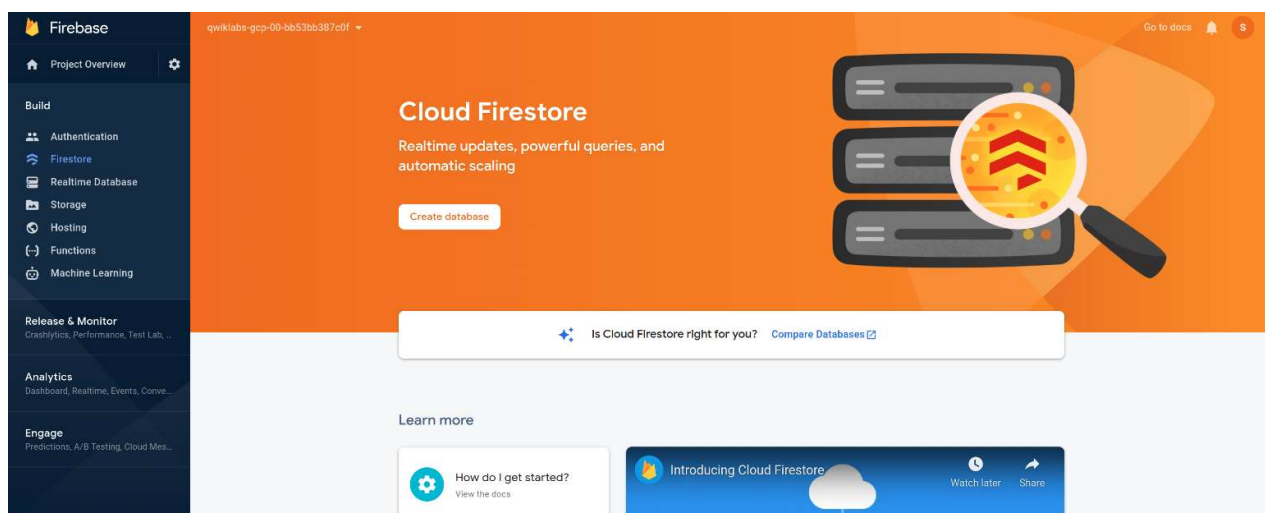 Firebase
qwiklabs-gcp-00-bb53bb387c0f
Go to docs
S
Project Overview
Build
Authentication
Firestore
Realtime Database
Storage
Hosting
Functions
Machine Learning
Release & Monitor
Crashlytics, Performance, Test Lab, ...
Analytics
Dashboard, Realtime, Events, Conve...
Engage
Predictions, A/B Testing, Cloud Mes...
Cloud Firestore
Realtime updates, powerful queries, and
automatic scaling
Create database
Is Cloud Firestore right for you? Compare Databases
Learn more
How do I get started?
View the docs
Introducing Cloud Firestore
Watch later
Share